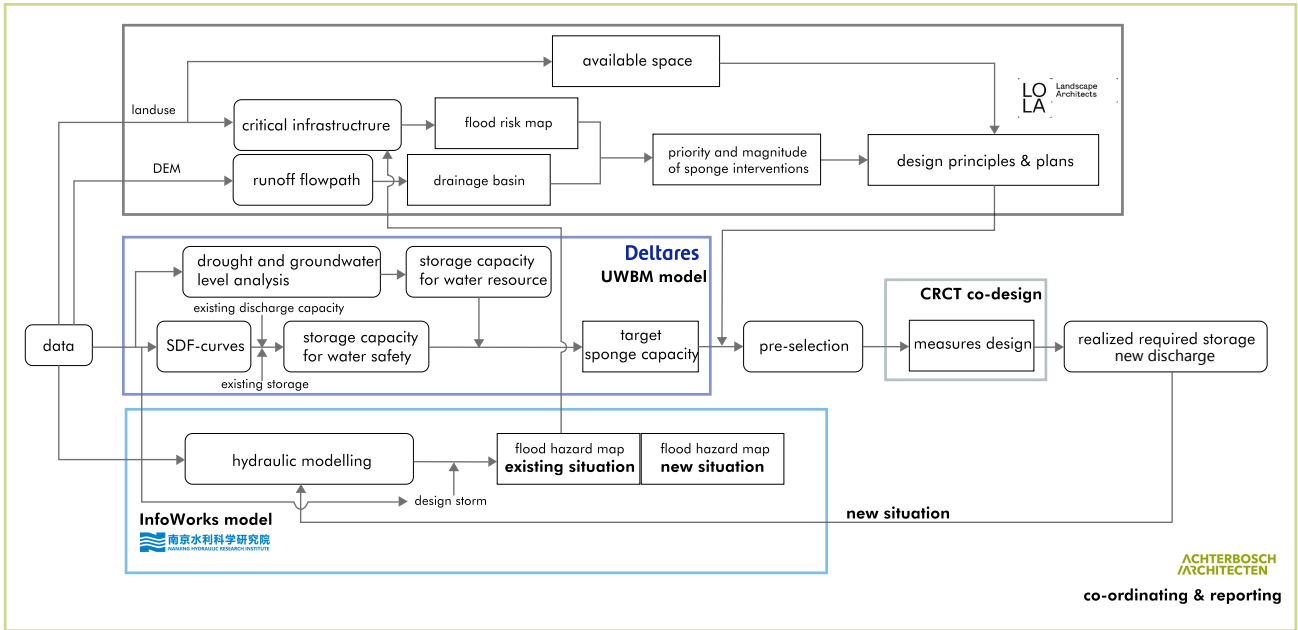 available space
LO
LA
Landscape
Architects
landuse
critical infrastructrure
flood risk map
priority and magnitude
of sponge interventions
design principles & plans
DEM
runoff flowpath
drainage basin
Deltares
UWBM model
drought and groundwater
level analysis
storage capacity
for water resource
existing discharge capacity
data
SDF-curves
storage capacity
for water safety
existing storage
target
sponge capacity
pre-selection
CRCT co-design
measures design
realized required storage
new discharge
hydraulic modelling
flood hazard map
existing situation
flood hazard map
new situation
design storm
InfoWorks model
南京水利科学研究院
NANJING HYDRAULIC RESEARCH INSTITUTE
new situation
ACHTERBOSCH
ARCHITECTEN
co-ordinating & reporting